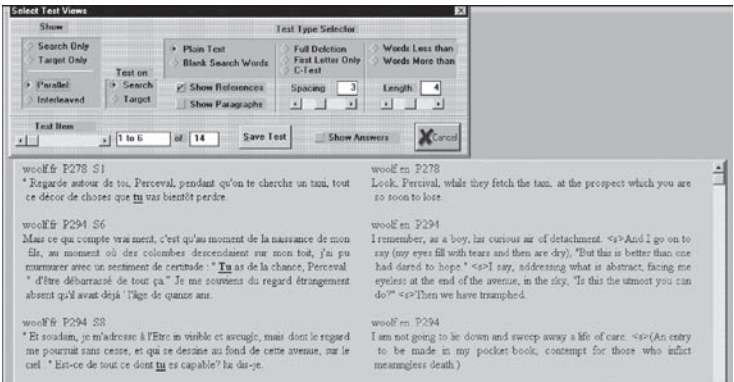 Select Test Views
Show
Test Type Selector
Search Only
Target Only
Parallel
Interleaved
Test on
Search
Target
Plain Text
Blank Search Words
Show References
Show Paragraphs
Full Deletion
First Letter Only
C-Test
Spacing 3
Words Less than
Words More than
Length 4
Test Item
1 to 6 of 14
Save Test
Show Answers
Cancel
woolf.fr P278 S1
" Regarde autour de toi, Perceval, pendant qu'on te cherche un taxi, tout
ce décor de choses que tu vas bientôt perdre.
woolf.fr P294 S6
Mais ce qui compte vraiment, c'est qu'au moment de la naissance de mon
fils, au moment où des colombes descendaient sur mon toit, j'ai pu
murmurer avec un sentiment de certitude : " Tu as de la chance, Perceval
" d'être débarrassé de tout ça." Je me souviens du regard étrangement
absent qu'il avait déjà ' l'âge de quinze ans.
woolf.fr P294 S8
" Et soudain, je m'adresse à l'Etre in visible et aveugle, mais dont le regard
me poursuit sans cesse, et qui se dessine au fond de cette avenue, sur le
ciel . " Est-ce de tout ce dont tu es capable? lui dis-je.
woolf.en P278
Look, Percival, while they fetch the taxi, at the prospect which you are
so soon to lose.
woolf.en P294
I remember, as a boy, his curious air of detachment. <s>And I go on to
say (my eyes fill with tears and then are dry), "But this is better than one
had dared to hope." <s>I say, addressing what is abstract, facing me
eyeless at the end of the avenue, in the sky, "Is this the utmost you can
do?" <s>Then we have triumphed.
woolf.en P294
I am not going to lie down and sweep away a life of care. <s>(An entry
to be made in my pocket-book; contempt for those who inflict
meaningless death.)